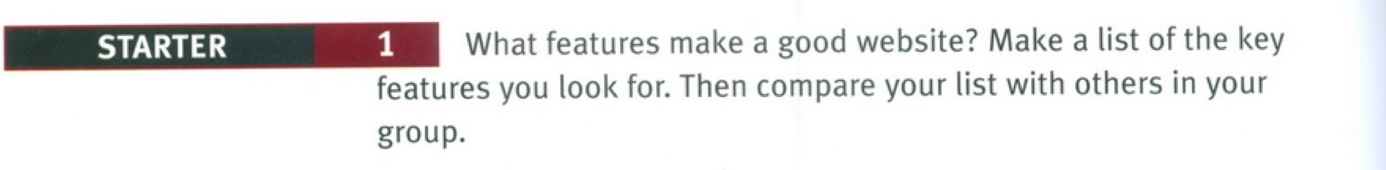 STARTER 1 What features make a good website? Make a list of the key
features you look for. Then compare your list with others in your
group.